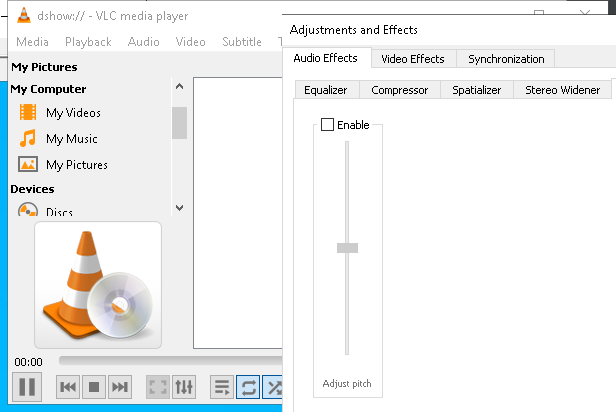 dshow:// - VLC media player
Media Playback Audio Video Subtitle
My Pictures
My Computer
My Videos
My Music
My Pictures
Devices
Discs
00:00
Adjustments and Effects
Audio Effects Video Effects Synchronization
Equalizer Compressor Spatializer Stereo Widener
Enable
Adjust pitch